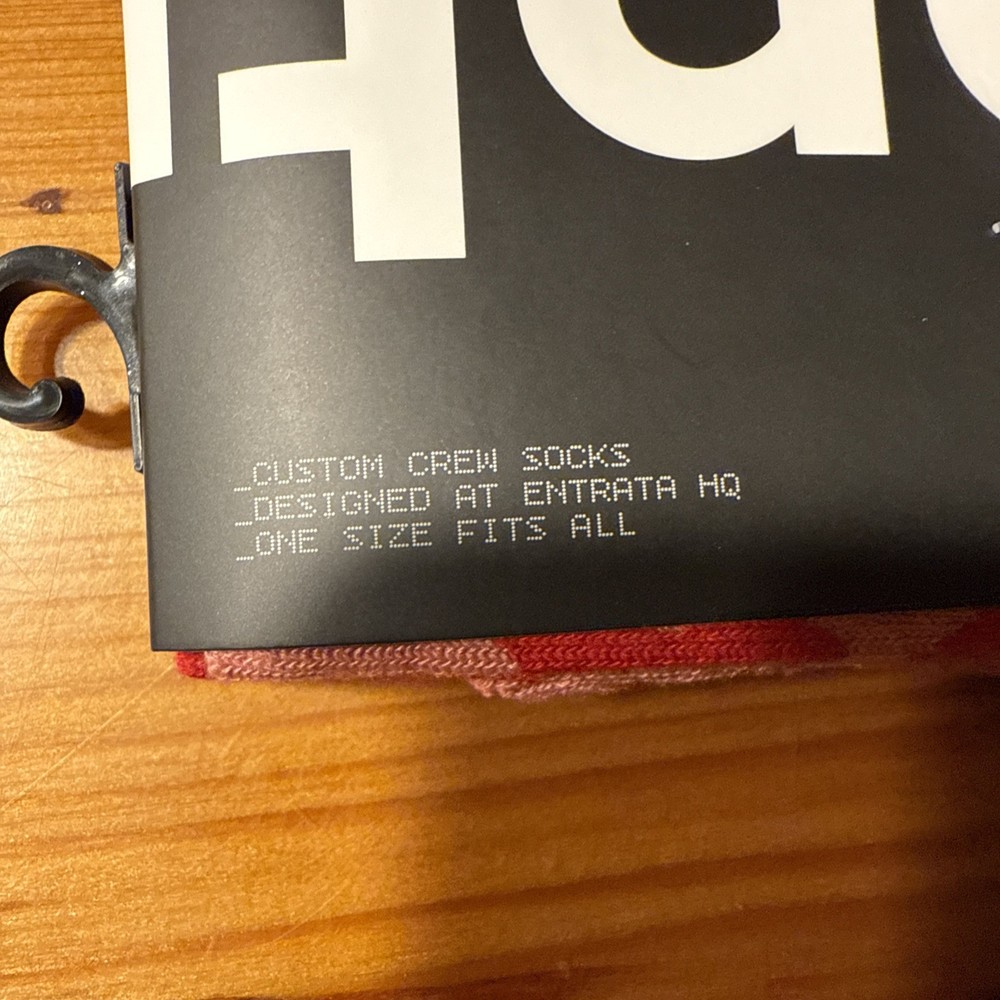 _CUSTOM CREW SOCKS
_DESIGNED AT ENTRATA HQ
_ONE SIZE FITS ALL